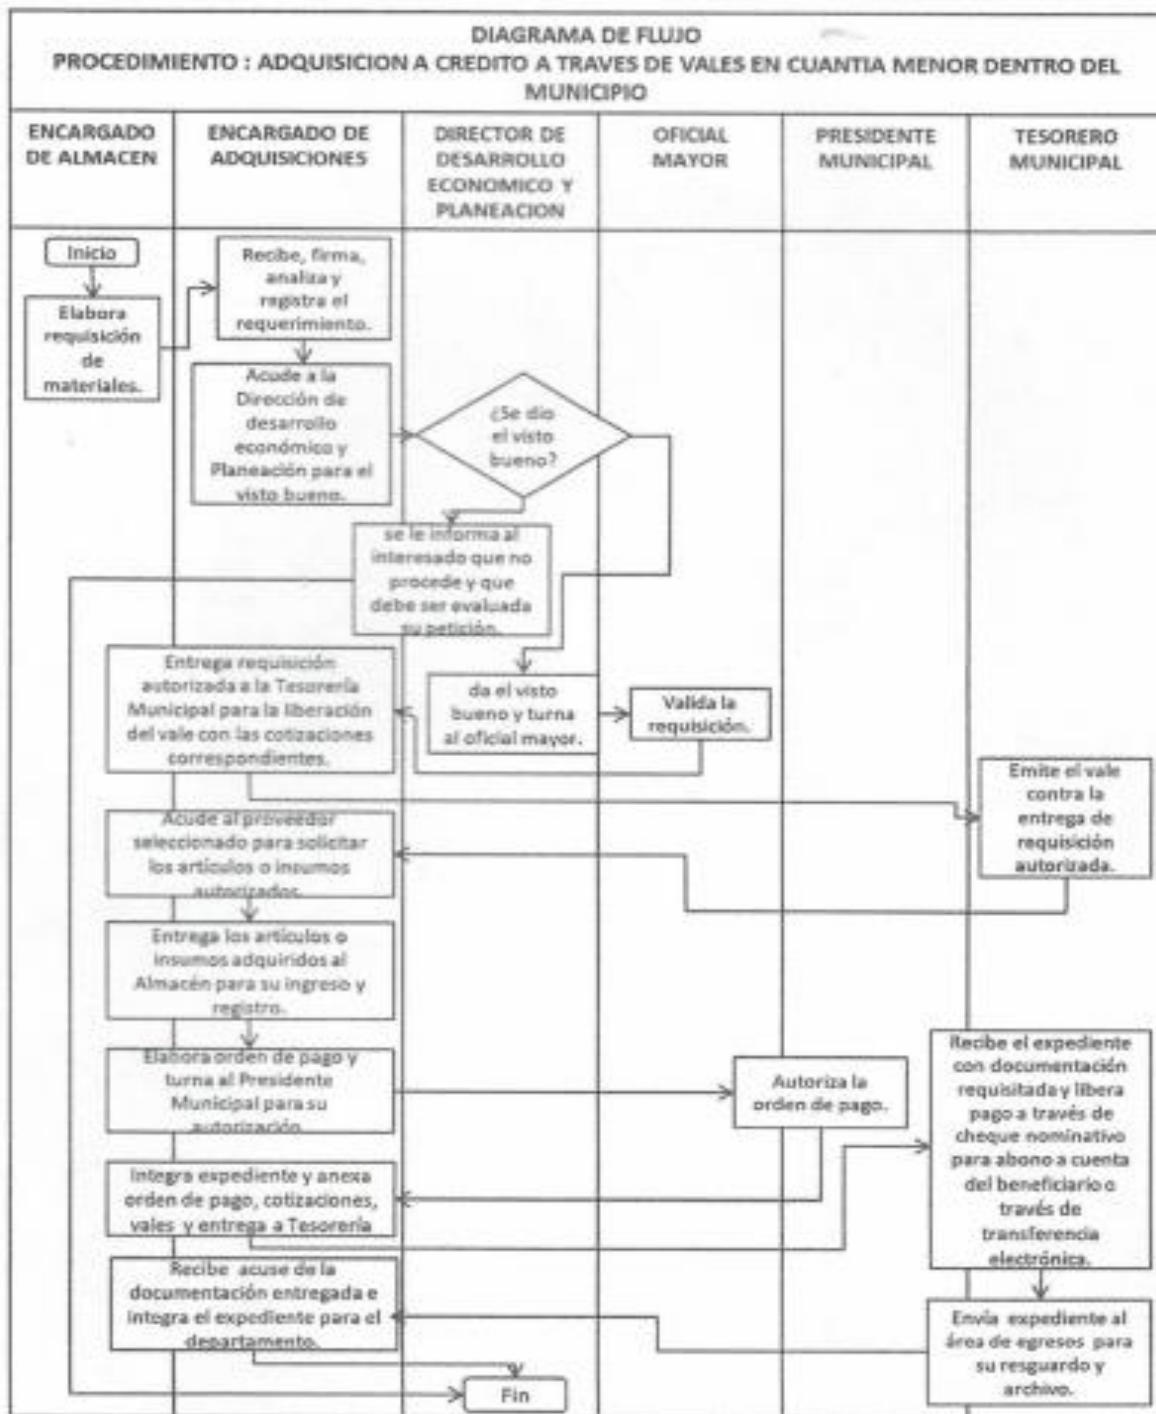 DIAGRAMA DE FLUJO
PROCEDIMIENTO : ADQUISICION A CREDITO A TRAVES DE VALES EN CUANTIA MENOR DENTRO DEL
MUNICIPIO
ENCARGADO
DE ALMACEN
ENCARGADO DE
ADQUISICIONES
DIRECTOR DE
DESARROLLO
ECONOMICO Y
PLANEACION
OFICIAL
MAYOR
PRESIDENTE
MUNICIPAL
TESORERO
MUNICIPAL
Inicio
Elabora
requisición
de
materiales.
Recibe, firma,
analiza y
registra el
requerimiento.
Acude a la
Dirección de
desarrollo
económico y
Planeación para el
visto bueno.
¿Se dio
el visto
bueno?
se le informa al
interesado que no
procede y que
debe ser evaluada
su petición.
Entrega requisición
autorizada a la Tesorería
Municipal para la liberación
del vale con las cotizaciones
correspondientes.
da el visto
bueno y turna
al oficial mayor.
Valida la
requisición.
Emite el vale
contra la
entrega de
requisición
autorizada.
Acude al proveedor
seleccionado para solicitar
los artículos o insumos
autorizados.
Entrega los artículos o
insumos adquiridos al
Almacén para su ingreso y
registro.
Elabora orden de pago y
turna al Presidente
Municipal para su
autorización
Autoriza la
orden de pago.
Recibe el expediente
con documentación
requisitada y libera
pago a través de
cheque nominativo
para abono a cuenta
del beneficiario o
través de
transferencia
electrónica.
Integra expediente y anexa
orden de pago, cotizaciones,
vales y entrega a Tesorería
Recibe acuse de la
documentación entregada e
integra el expediente para el
departamento.
Envía expediente al
área de egresos para
su resguardo y
archivo.
Fin